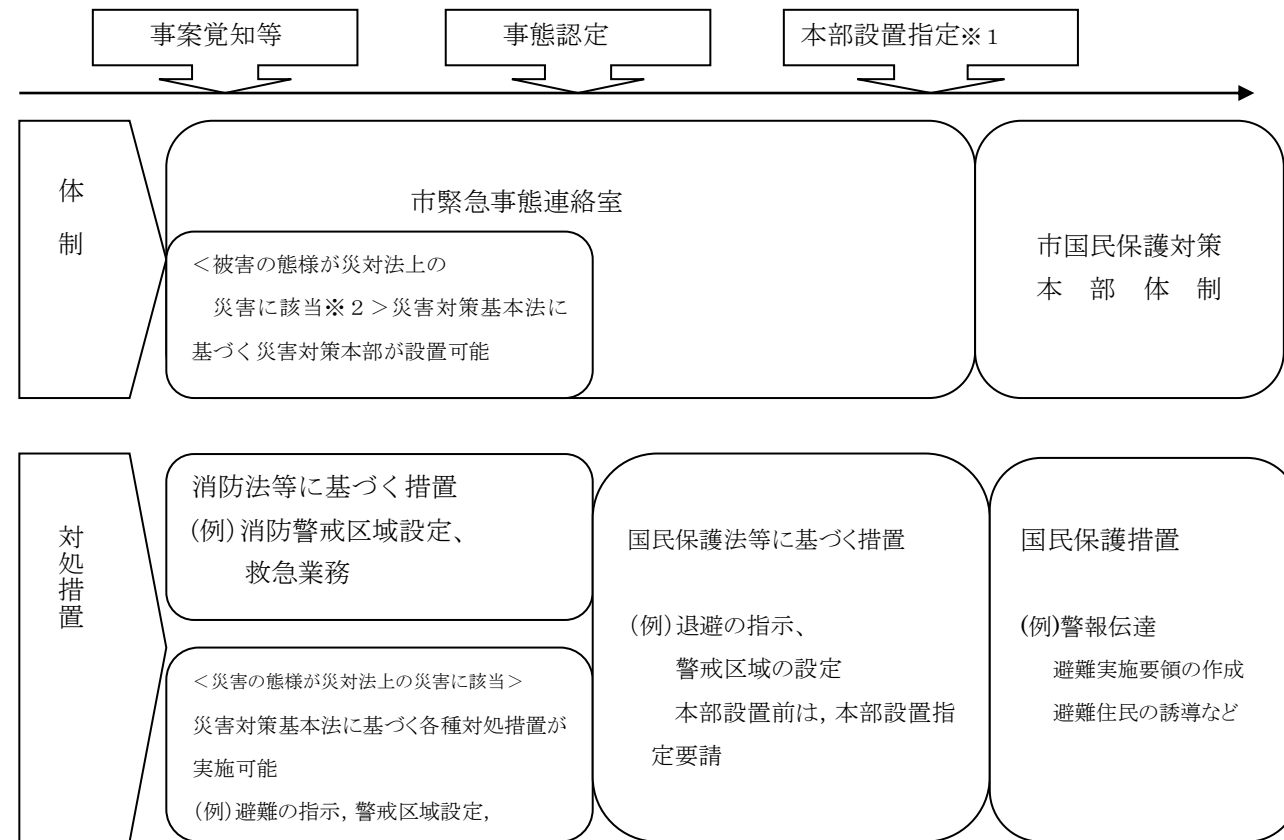 事案覚知等
事態認定
本部設置指定※１
体
制
市緊急事態連絡室
＜被害の態様が災対法上の
災害に該当※２＞災害対策基本法に
基づく災害対策本部が設置可能
市国民保護対策
本　部　体　制
対処措置
消防法等に基づく措置
(例)消防警戒区域設定、
救急業務
＜災害の態様が災対法上の災害に該当＞
災害対策基本法に基づく各種対処措置が
実施可能
(例)避難の指示，警戒区域設定，
国民保護法等に基づく措置
(例)退避の指示、
警戒区域の設定
本部設置前は，本部設置指
定要請
国民保護措置
(例)警報伝達
避難実施要領の作成
避難住民の誘導など